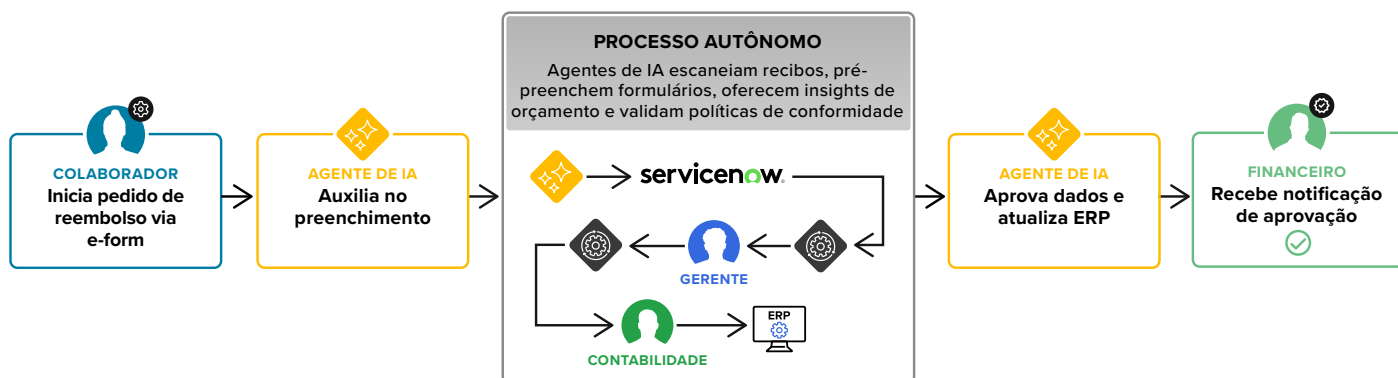 COLABORADOR
Inicia pedido de
reembolso via
e-form
AGENTE DE IA
Auxilia no
preenchimento
PROCESSO AUTÔNOMO
Agentes de IA escaneiam recibos, pré-
preenchem formulários, oferecem insights de
orçamento e validam políticas de conformidade
servicenow
GERENTE
CONTABILIDADE
ERP
AGENTE DE IA
Aprova dados e
atualiza ERP
FINANCEIRO
Recebe notificação
de aprovação